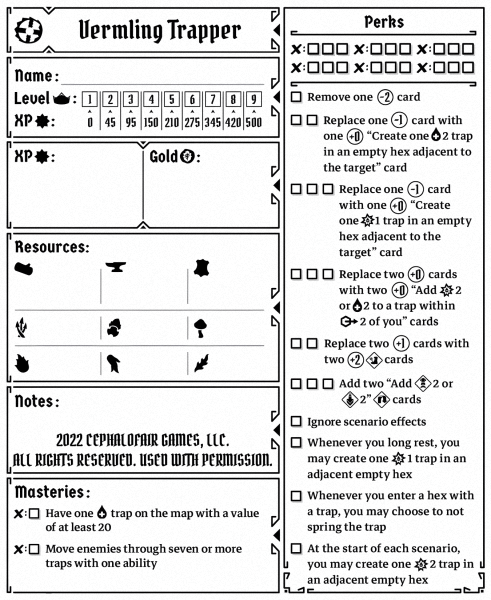 Vermling Trapper
Name:
Level : 1 2 3 4 5 6 7 8 9
XP : 0 45 95 150 210 275 345 420 500
XP : Gold :
Resources:
Notes:
2022 CEPHALOFAIR GAMES, LLC.
ALL RIGHTS RESERVED. USED WITH PERMISSION.
Masteries:
Have one trap on the map with a value
of at least 20
Move enemies through seven or more
traps with one ability
Perks
Remove one -2 card
Replace one -1 card with
one +0 “Create one 2 trap
in an empty hex adjacent to
the target” card
Replace one -1 card
with one +0 “Create
one 1 trap in an empty
hex adjacent to the
target” card
Replace two +0 cards
with two +0 “Add 2
or 2 to a trap within
2 of you” cards
Replace two +1 cards with
two +2 cards
Add two “Add 2 or
2” cards
Ignore scenario effects
Whenever you long rest, you
may create one 1 trap in an
adjacent empty hex
Whenever you enter a hex with
a trap, you may choose to not
spring the trap
At the start of each scenario,
you may create one 2 trap in
an adjacent empty hex